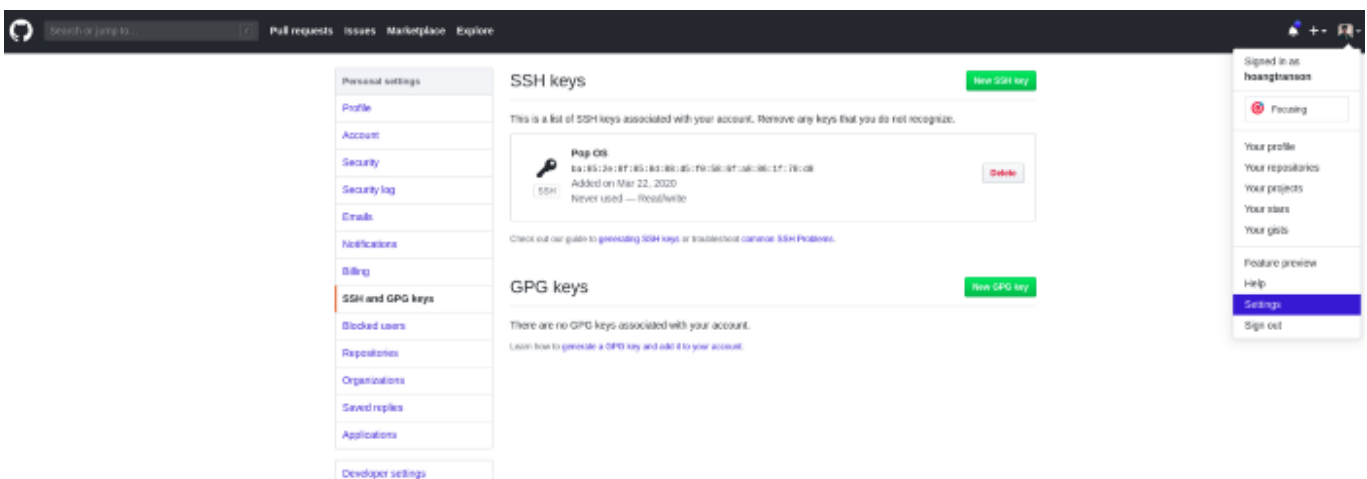 Search or jump to...
/
Pull requests Issues Marketplace Explore
Personal settings
Profile
Account
Security
Security log
Emails
Notifications
Billing
SSH and GPG keys
Blocked users
Repositories
Organizations
Saved replies
Applications
Developer settings
SSH keys
New SSH key
This is a list of SSH keys associated with your account. Remove any keys that you do not recognize.
Pop OS
SSH
Added on Mar 22, 2020
Never used — Read/write
Delete
Check out our guide to generating SSH keys or troubleshoot common SSH Problems.
GPG keys
New GPG key
There are no GPG keys associated with your account.
Learn how to generate a GPG key and add it to your account.
Signed in as
hoangtranson
Focusing
Your profile
Your repositories
Your projects
Your stars
Your gists
Feature preview
Help
Settings
Sign out